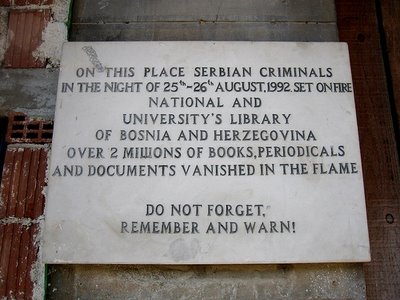 ON THIS PLACE SERBIAN CRIMINALS
IN THE NIGHT OF 25th-26th AUGUST, 1992. SET ON FIRE
NATIONAL AND
UNIVERSITY'S LIBRARY
OF BOSNIA AND HERZEGOVINA
OVER 2 MILLIONS OF BOOKS, PERIODICALS
AND DOCUMENTS VANISHED IN THE FLAME
DO NOT FORGET,
REMEMBER AND WARN!